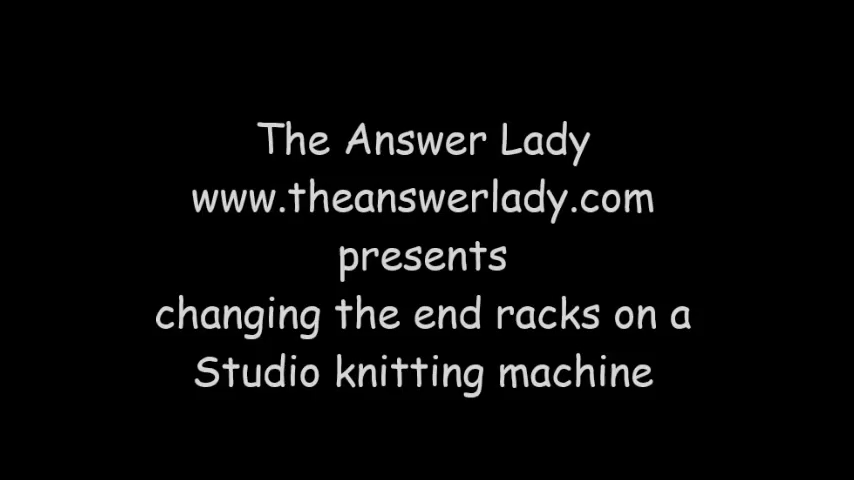 The Answer Lady
www.theanswerlady.com
presents
changing the end racks on a
Studio knitting machine